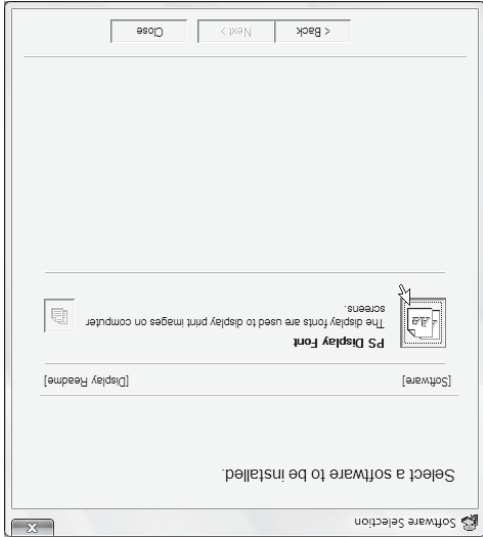 Software Selection
Select a software to be installed.
[Software] [Display Readme]
PS Display Font
The display fonts are used to display print images on computer
screens.
< Back Next > Close